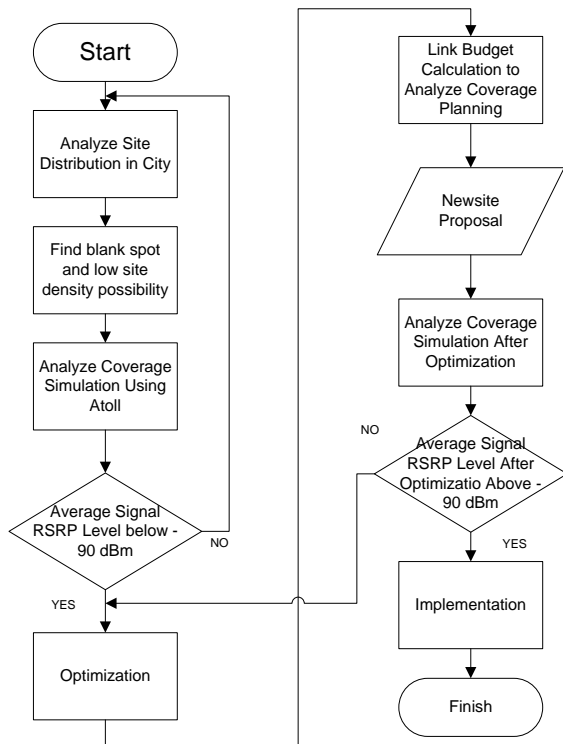 Start
Analyze Site
Distribution in City
Find blank spot
and low site
density possibility
Analyze Coverage
Simulation Using
Atoll
Average Signal
RSRP Level below -
90 dBm
NO
YES
Optimization
Link Budget
Calculation to
Analyze Coverage
Planning
Newsite
Proposal
Analyze Coverage
Simulation After
Optimization
NO
Average Signal
RSRP Level After
Optimizatio Above -
90 dBm
YES
Implementation
Finish